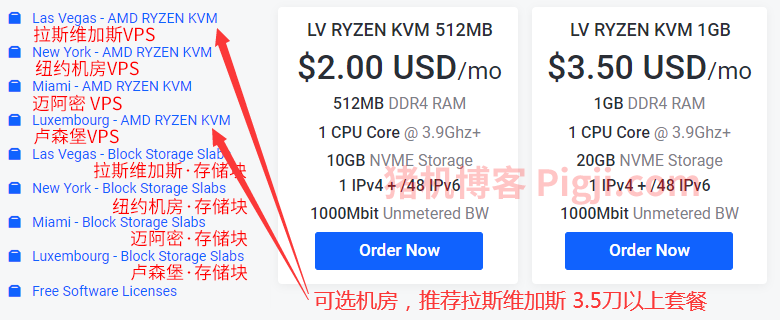 Las Vegas - AMD RYZEN KVM
拉斯维加斯VPS
New York - AMD RYZEN KVM
纽约机房VPS
Miami - AMD RYZEN KVM
迈阿密 VPS
Luxembourg - AMD RYZEN KVM
卢森堡VPS
Las Vegas - Block Storage Slabs
拉斯维加斯·存储块
New York - Block Storage Slabs
纽约机房·存储块
Miami - Block Storage Slabs
迈阿密·存储块
Luxembourg - Block Storage Slabs
卢森堡·存储块
Free Software Licenses
LV RYZEN KVM 512MB
$2.00 USD/mo
512MB DDR4 RAM
1 CPU Core @ 3.9Ghz+
10GB NVME Storage
1 IPv4 + /48 IPv6
1000Mbit Unmetered BW
Order Now
LV RYZEN KVM 1GB
$3.50 USD/mo
1GB DDR4 RAM
1 CPU Core @ 3.9Ghz+
20GB NVME Storage
1 IPv4 + /48 IPv6
1000Mbit Unmetered BW
Order Now
猪机博客 Pigji.com
可选机房，推荐拉斯维加斯 3.5刀以上套餐